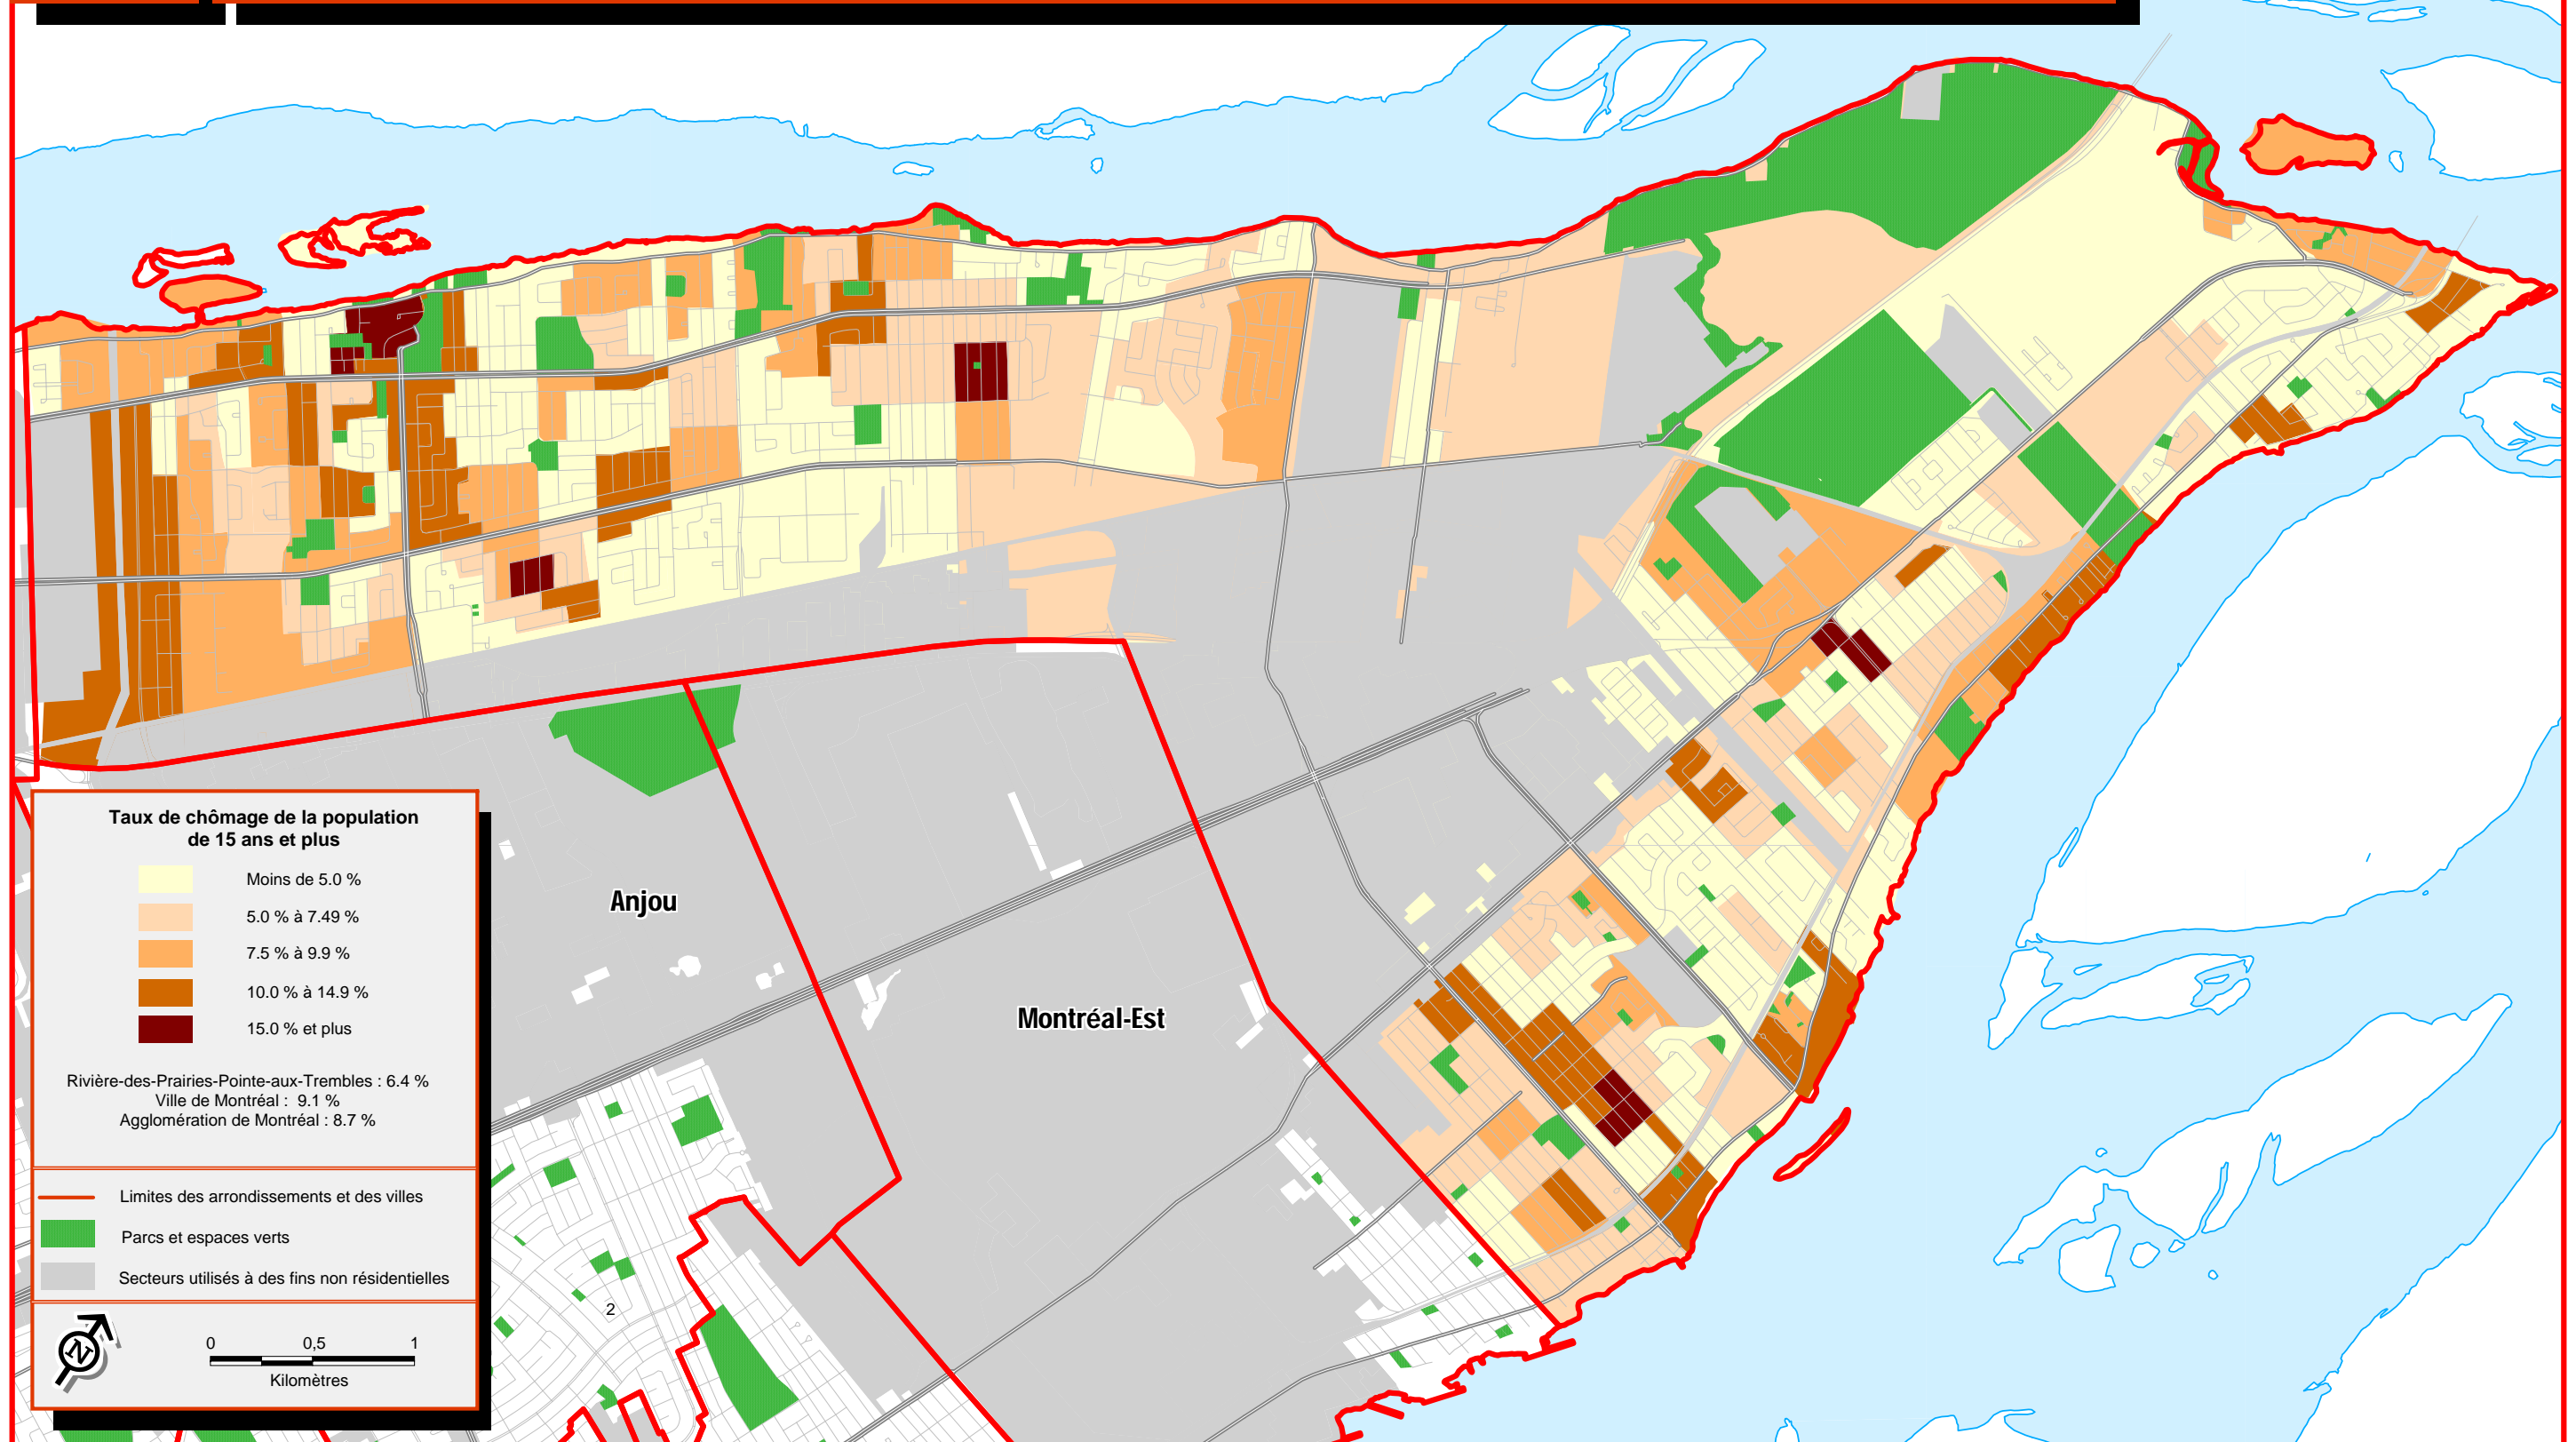 Taux de chômage de la population
de 15 ans et plus
Moins de 5.0 %
5.0 % à 7.49 %
7.5 % à 9.9 %
10.0 % à 14.9 %
15.0 % et plus
Rivière-des-Prairies-Pointe-aux-Trembles : 6.4 %
Ville de Montréal : 9.1 %
Agglomération de Montréal : 8.7 %
Limites des arrondissements et des villes
Parcs et espaces verts
Secteurs utilisés à des fins non résidentielles
N
0 0,5 1
Kilomètres
Anjou
Montréal-Est
2